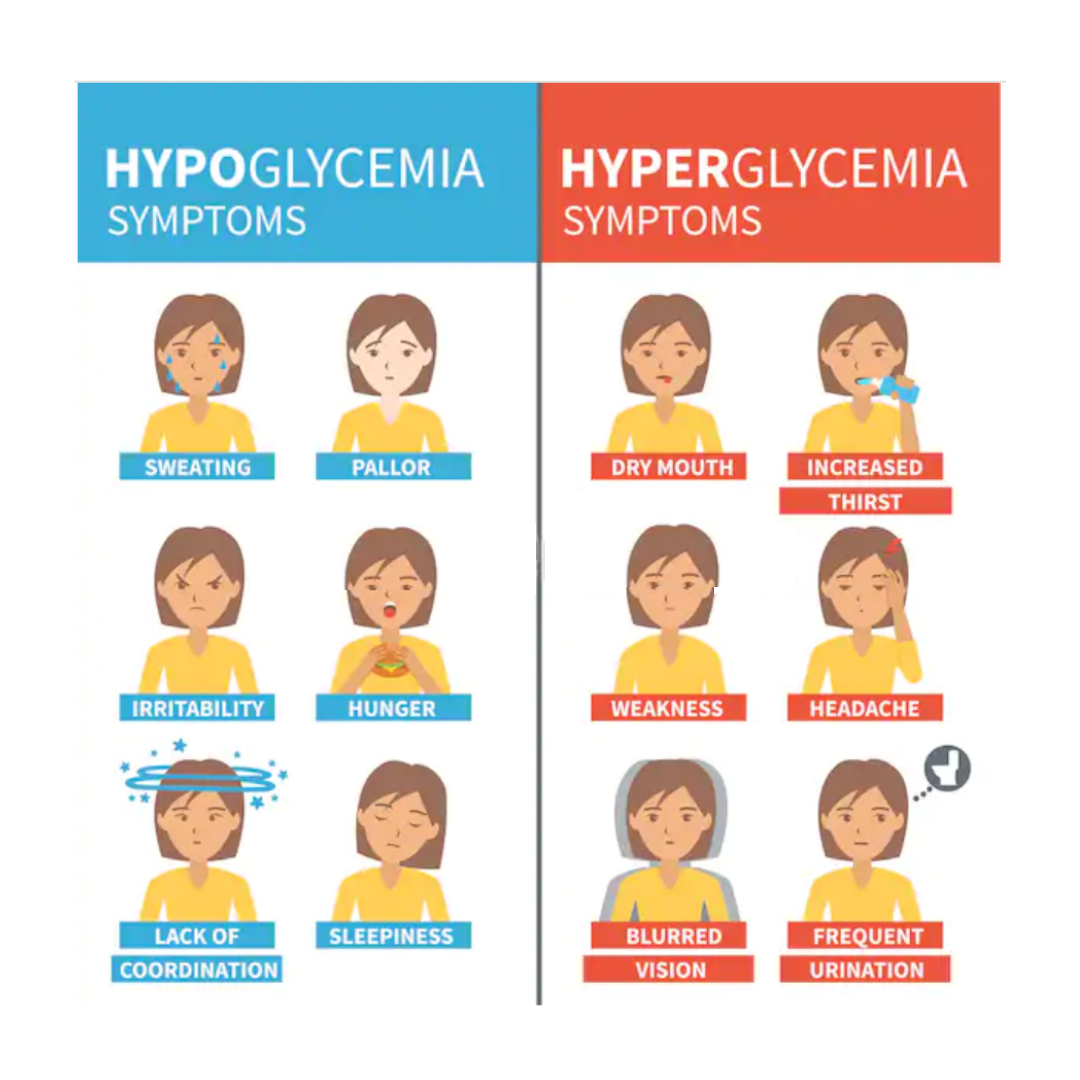 HYPOGLYCEMIA
SYMPTOMS
SWEATING
PALLOR
IRRITABILITY
HUNGER
LACK OF
COORDINATION
SLEEPINESS
HYPERGLYCEMIA
SYMPTOMS
DRY MOUTH
INCREASED
THIRST
WEAKNESS
HEADACHE
BLURRED
VISION
FREQUENT
URINATION